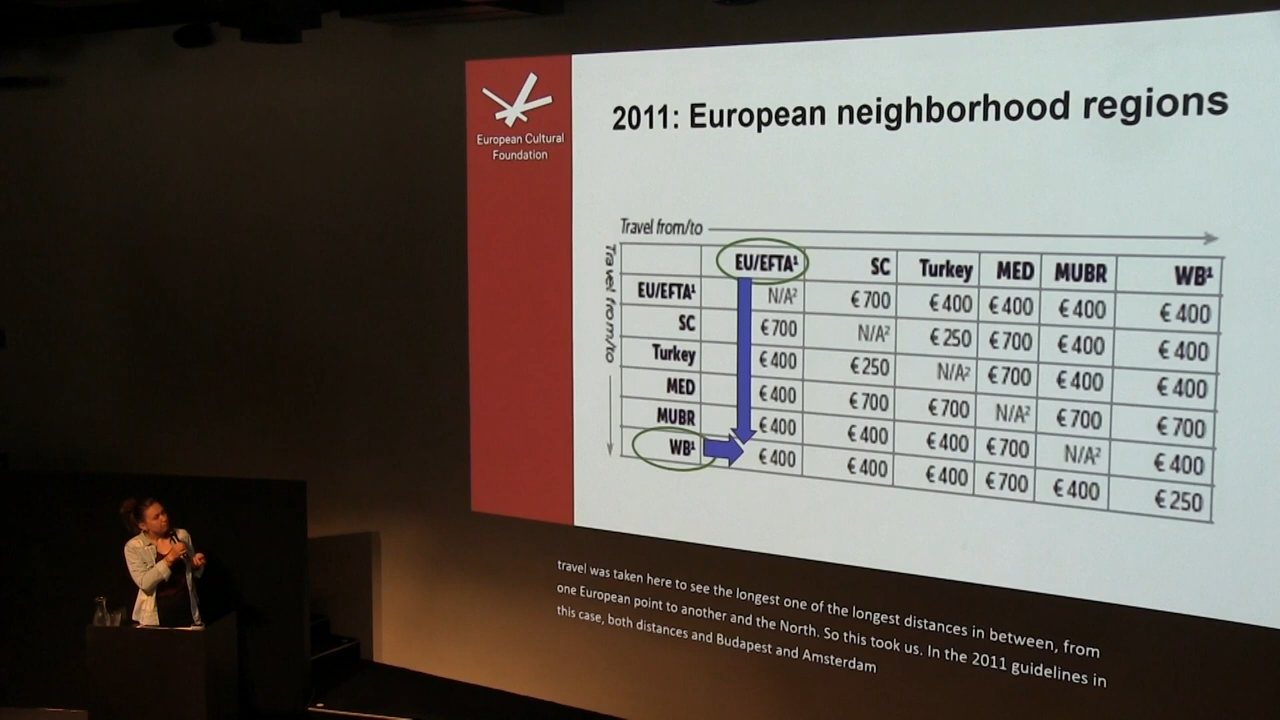 European Cultural
Foundation
2011: European neighborhood regions
Travel from/to
Travel from/to
EU/EFTA¹ SC Turkey MED MUBR WB¹
EU/EFTA¹ N/A² €700 €400 €400 €400 €400
SC €700 N/A² €250 €700 €400 €400
Turkey €400 €250 N/A² €700 €400 €400
MED €400 €700 €700 N/A² €700 €700
MUBR €400 €400 €400 €700 N/A² €400
WB¹ €400 €400 €400 €700 €400 €250
travel was taken here to see the longest one of the longest distances in between, from
one European point to another and the North. So this took us. In the 2011 guidelines in
this case, both distances and Budapest and Amsterdam